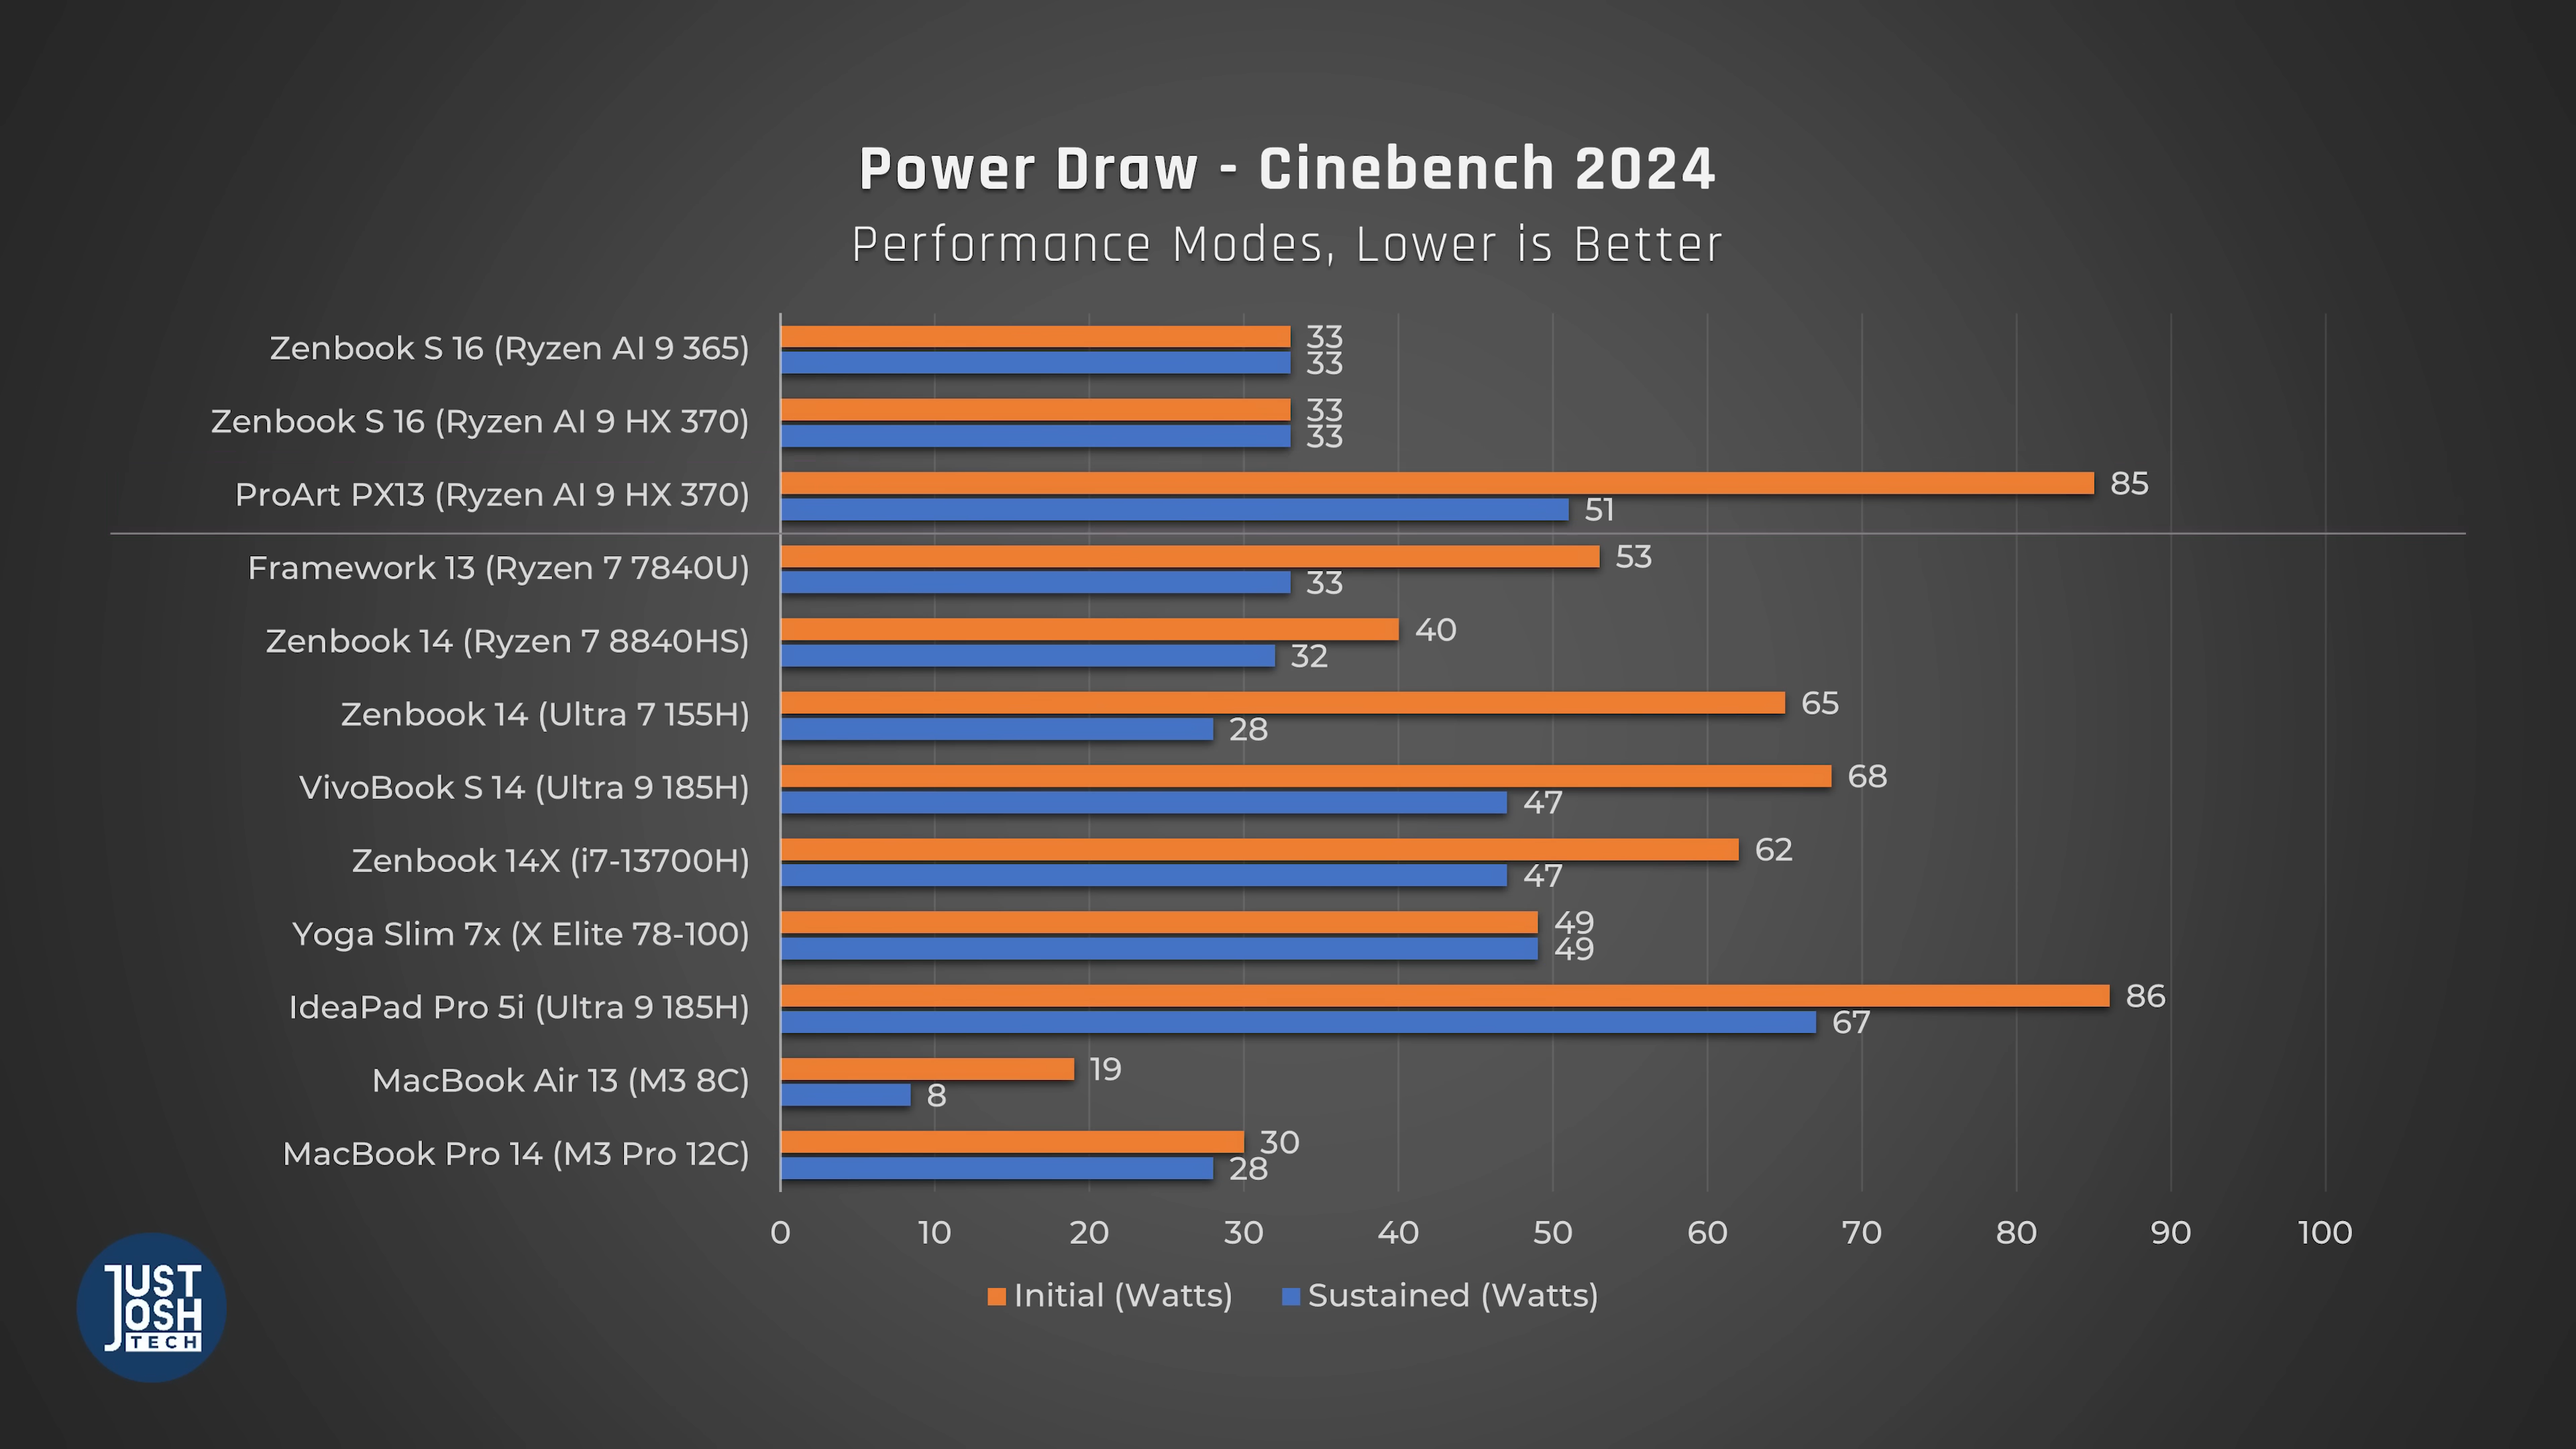 Power Draw - Cinebench 2024
Performance Modes, Lower is Better
Zenbook S 16 (Ryzen AI 9 365)
33
33
Zenbook S 16 (Ryzen AI 9 HX 370)
33
33
ProArt PX13 (Ryzen AI 9 HX 370)
85
51
Framework 13 (Ryzen 7 7840U)
53
33
Zenbook 14 (Ryzen 7 8840HS)
40
32
Zenbook 14 (Ultra 7 155H)
65
28
VivoBook S 14 (Ultra 9 185H)
68
47
Zenbook 14X (i7-13700H)
62
47
Yoga Slim 7x (X Elite 78-100)
49
49
IdeaPad Pro 5i (Ultra 9 185H)
86
67
MacBook Air 13 (M3 8C)
19
8
MacBook Pro 14 (M3 Pro 12C)
30
28
0 10 20 30 40 50 60 70 80 90 100
Initial (Watts) Sustained (Watts)
JUST
JOSH
TECH